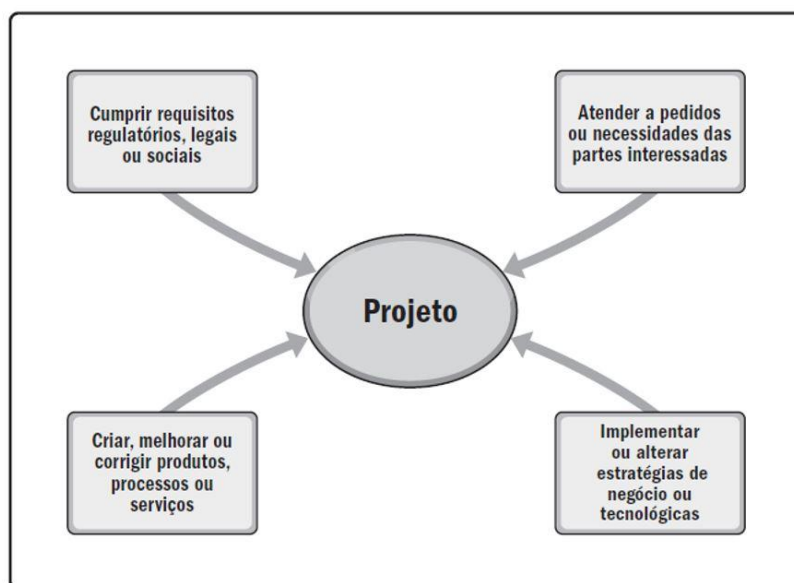 Cumprir requisitos
regulatórios, legais
ou sociais
Atender a pedidos
ou necessidades das
partes interessadas
Projeto
Criar, melhorar ou
corrigir produtos,
processos ou
serviços
Implementar
ou alterar
estratégias de
negócio ou
tecnológicas